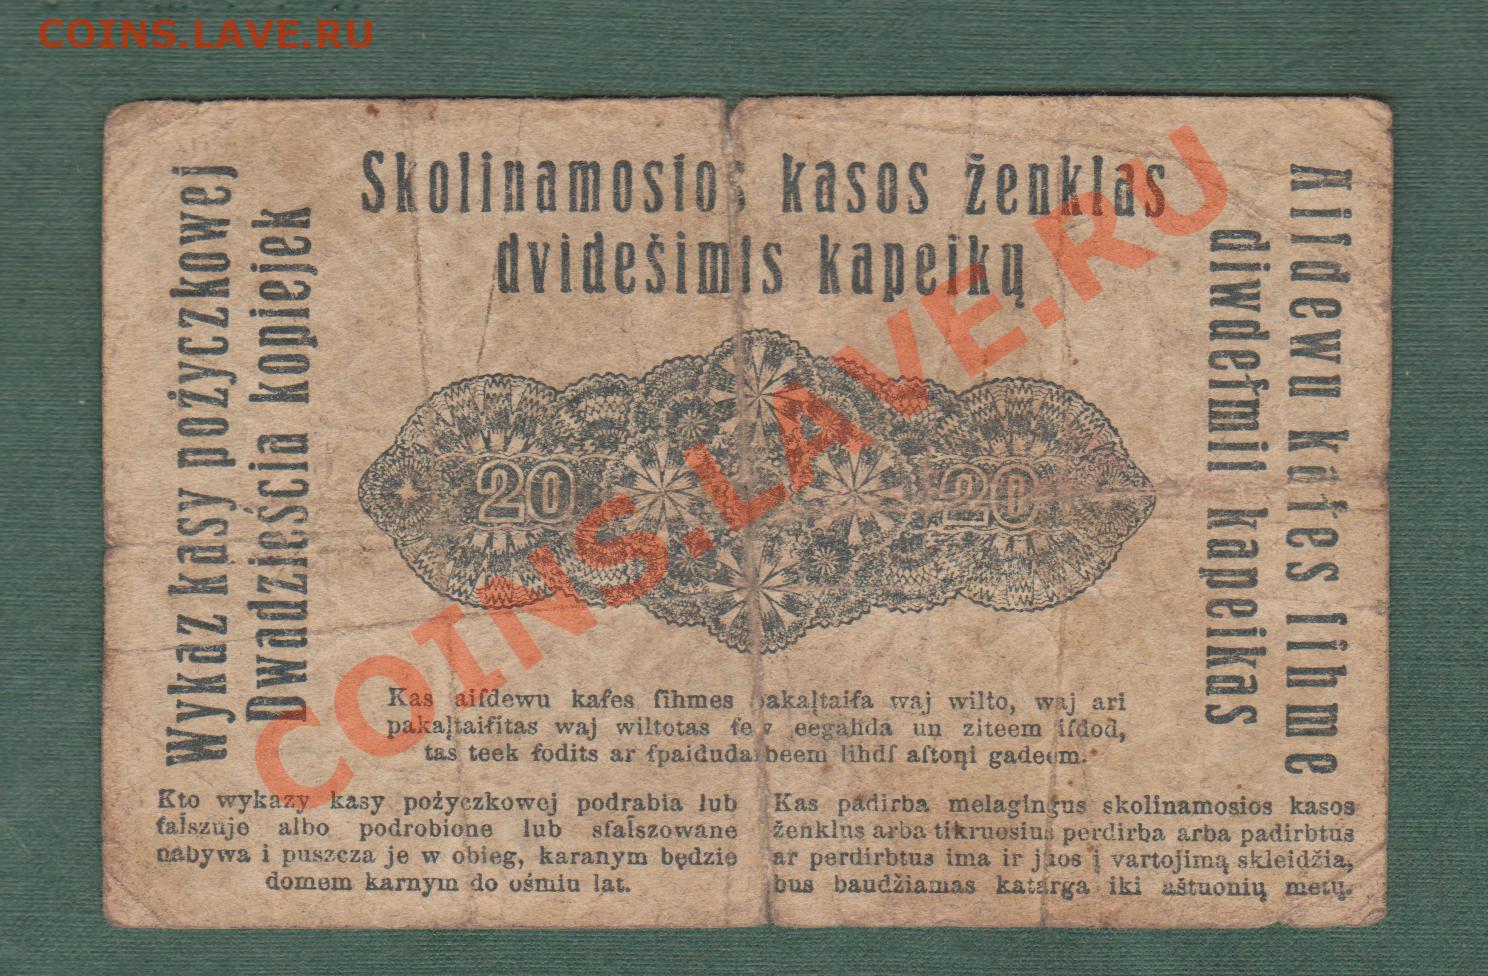 COINS.LAVE.RU
Skolinamosios kasos ženklas
dvidešimts kapeikų
Wykaz kasy pożyczkowej
Dwadzieścia kopiejek
Aiſdewu kaſes ſihme
diwdeſmit kapeikas
20 20
COINS.LAVE.RU
Kas aiſdewu kaſes ſihmes pakaļtaiſa waj wilto, waj ari
pakaļtaiſitas waj wiltotas ſew eegahda un ziteem iſdod,
tas teek ſodits ar ſpaidudarbeem lihdſ aſtoņi gadeem.
Kto wykazy kasy pożyczkowej podrabia lub
fałszuje albo podrobione lub sfałszowane
nabywa i puszcza je w obieg, karanym będzie
domem karnym do ośmiu lat.
Kas padirba melagingus skolinamosios kasos
ženklus arba tikruosius perdirba arba padirbtus
ar perdirbtus ima ir juos į vartojimą skleidžia,
bus baudžiamas katarga iki aštuonių metų.